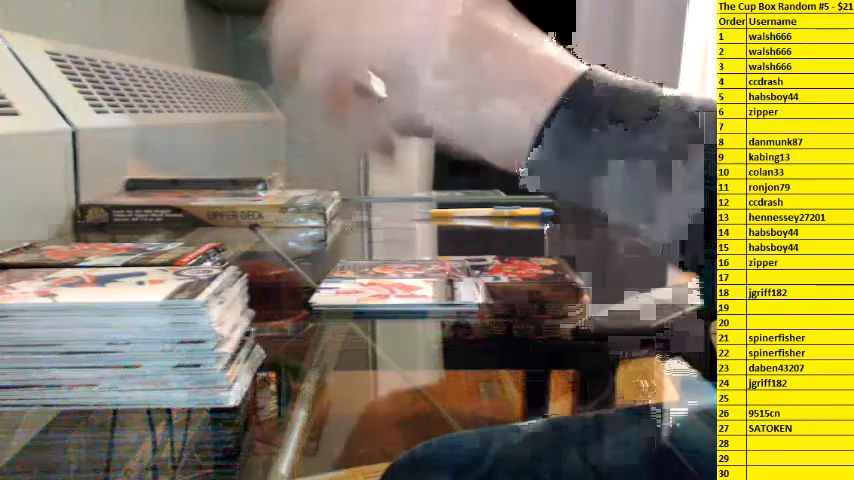 The Cup Box Random #5 - $21
Order Username
1 walsh666
2 walsh666
3 walsh666
4 ccdrash
5 habsboy44
6 zipper
7
8 danmunk87
9 kabing13
10 colan33
11 ronjon79
12 ccdrash
13 hennessey27201
14 habsboy44
15 habsboy44
16 zipper
17
18 jgriff182
19
20
21 spinerfisher
22 spinerfisher
23 daben43207
24 jgriff182
25
26 9515cn
27 SATOKEN
28
29
30
UPPER DECK